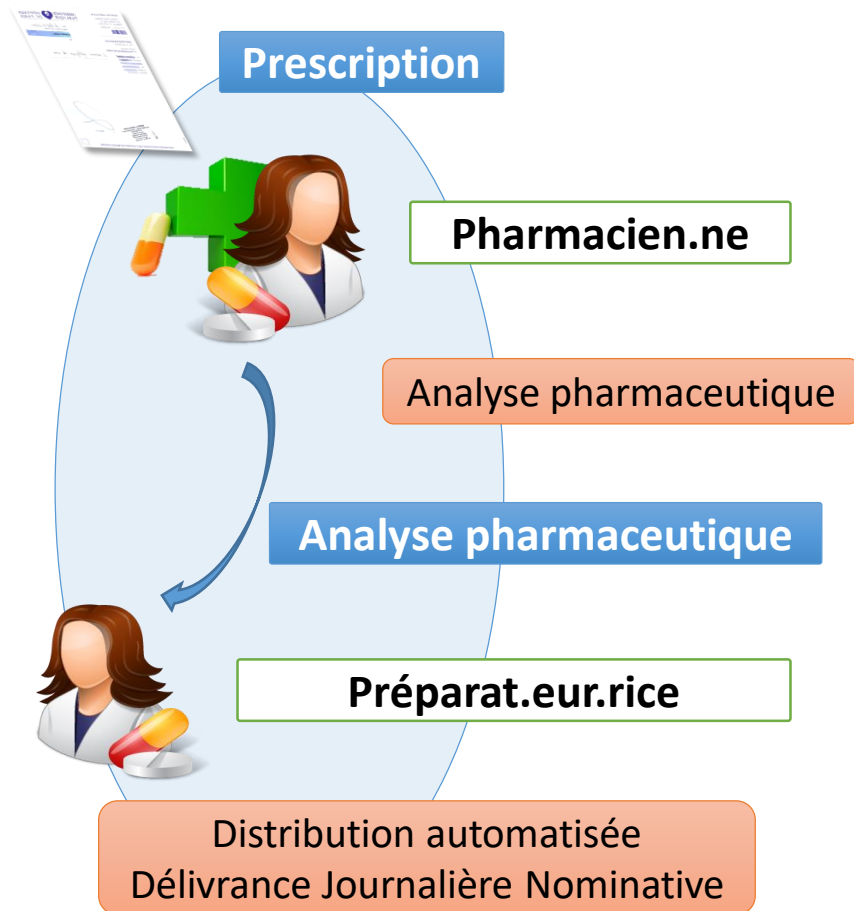 Prescription
Pharmacien.ne
Analyse pharmaceutique
Analyse pharmaceutique
Préparat.eur.rice
Distribution automatisée
Délivrance Journalière Nominative